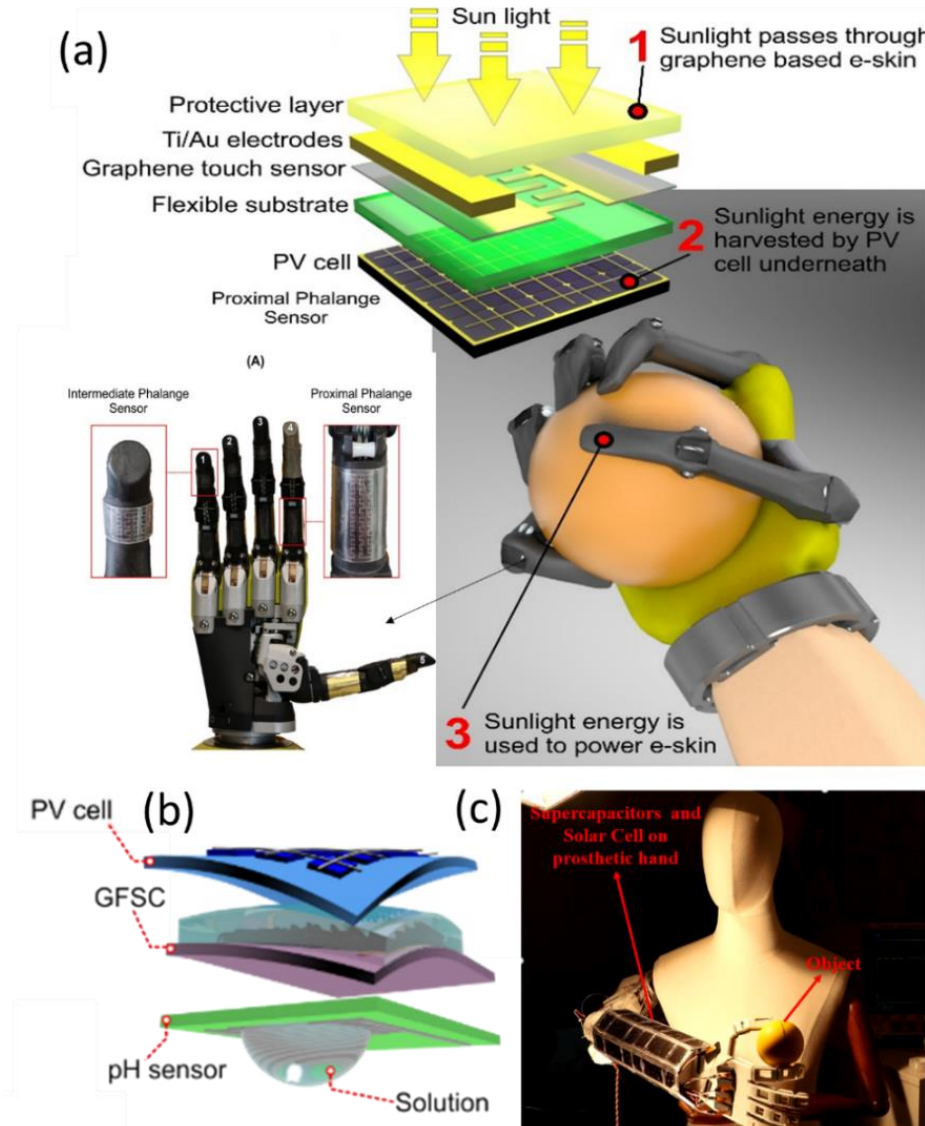 (a)
Sun light
1 Sunlight passes through
graphene based e-skin
Protective layer
Ti/Au electrodes
Graphene touch sensor
Flexible substrate
PV cell
Proximal Phalange
Sensor
2 Sunlight energy is
harvested by PV
cell underneath
(A)
Intermediate Phalange
Sensor
Proximal Phalange
Sensor
1
2
3
4
5
3 Sunlight energy is
used to power e-skin
(b)
PV cell
GFSC
pH sensor
Solution
(c)
Supercapacitors and
Solar Cell on
prosthetic hand
Object